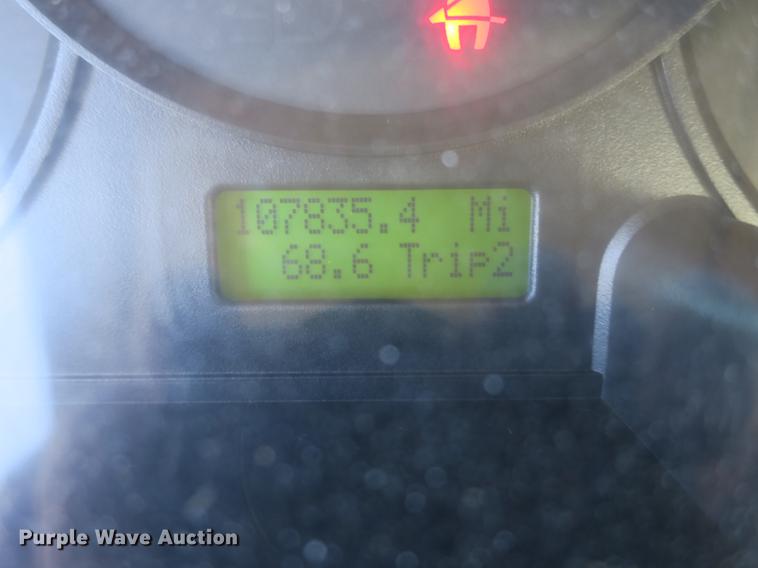 107835.4 Mi
68.6 Trip2
Purple Wave Auction